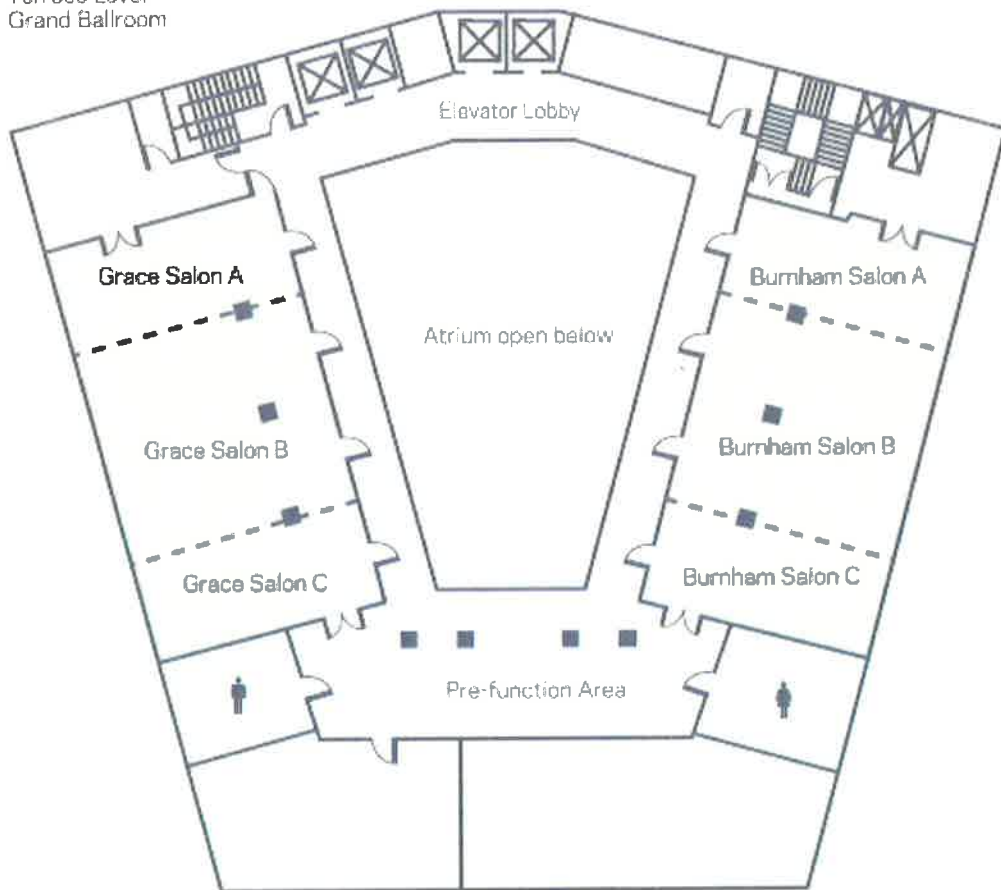 Grand Ballroom
Elevator Lobby
Grace Salon A
Burnham Salon A
Atrium open below
Grace Salon B
Burnham Salon B
Grace Salon C
Burnham Salon C
Pre-function Area